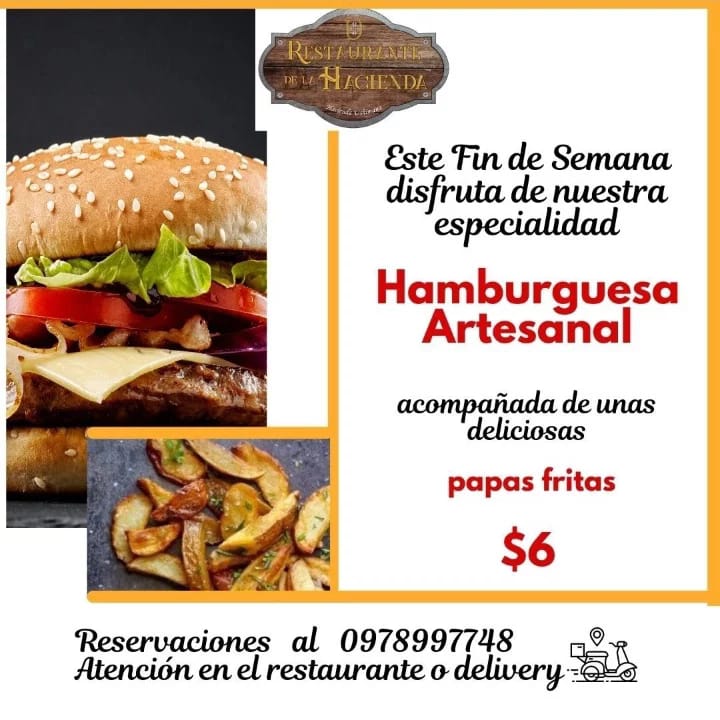 RESTAURANTE
DE LA HACIENDA
Este Fin de Semana
disfruta de nuestra
especialidad
Hamburguesa
Artesanal
acompañada de unas
deliciosas
papas fritas
$6
Reservaciones al 0978997748
Atención en el restaurante o delivery